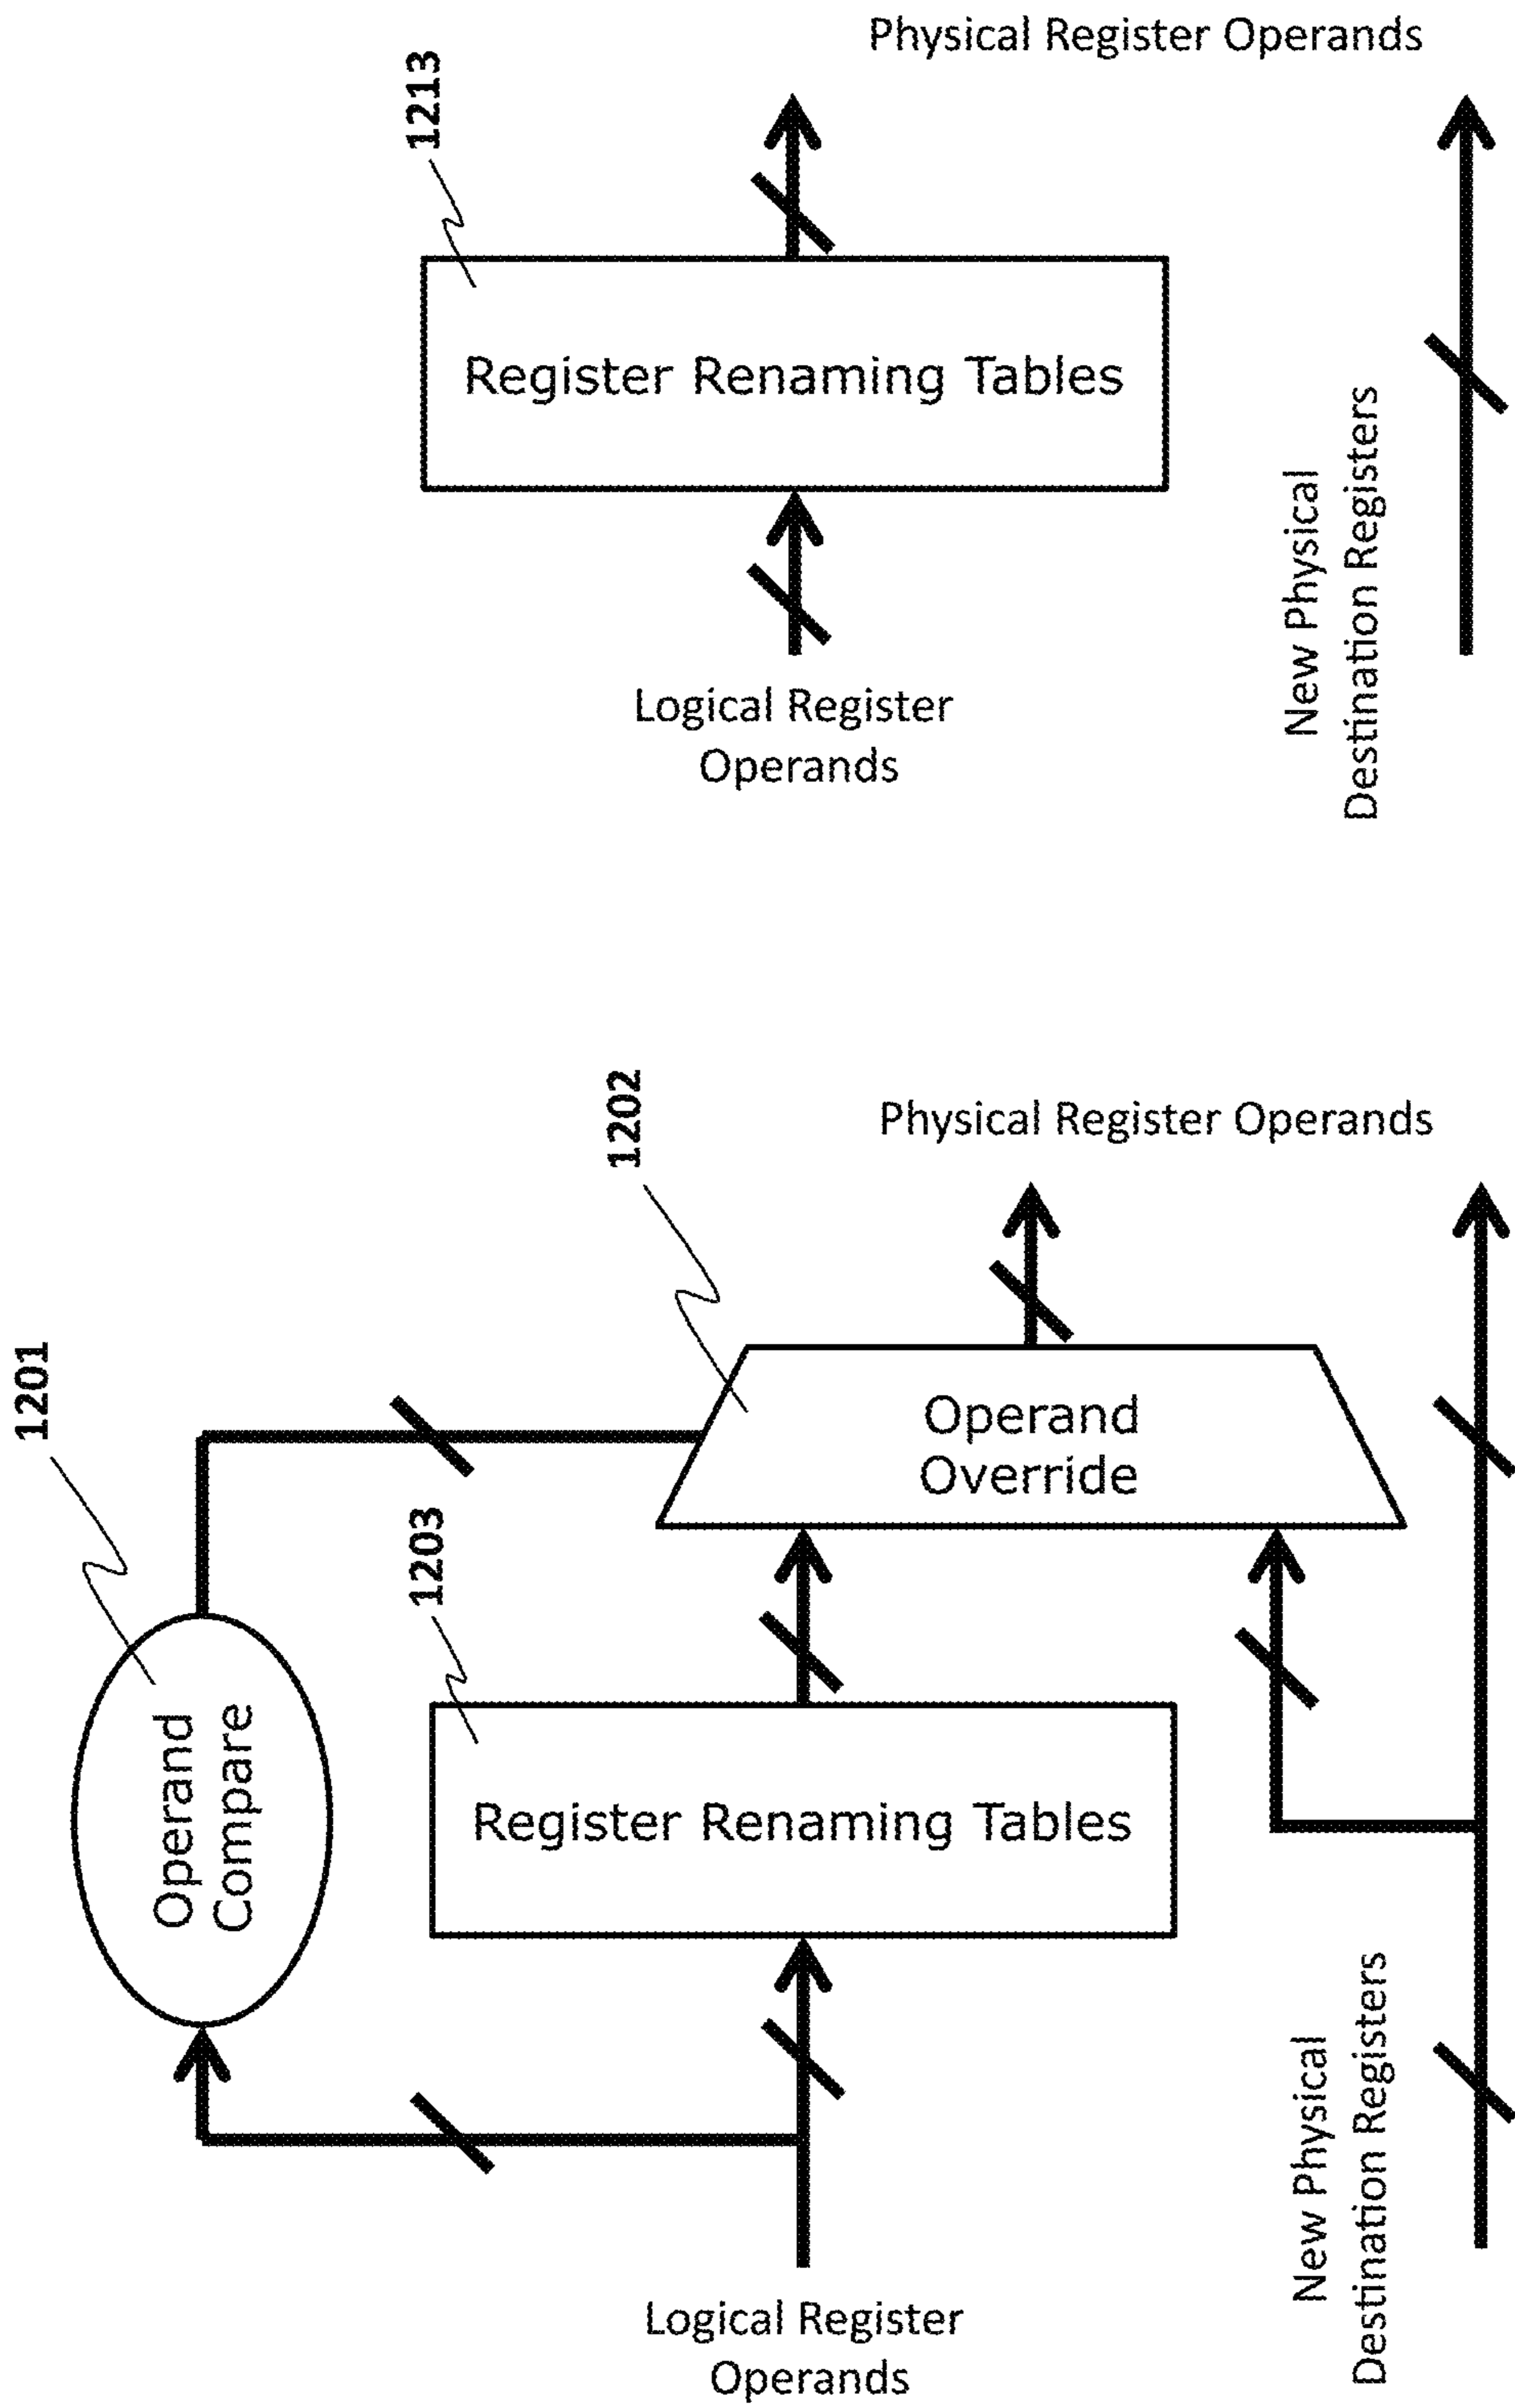 1213
Physical Register Operands
Register Renaming Tables
Logical Register
Operands
New Physical
Destination Registers
1201
1202
Physical Register Operands
Operand
Compare
1203
Operand
Override
Register Renaming Tables
Logical Register
Operands
New Physical
Destination Registers